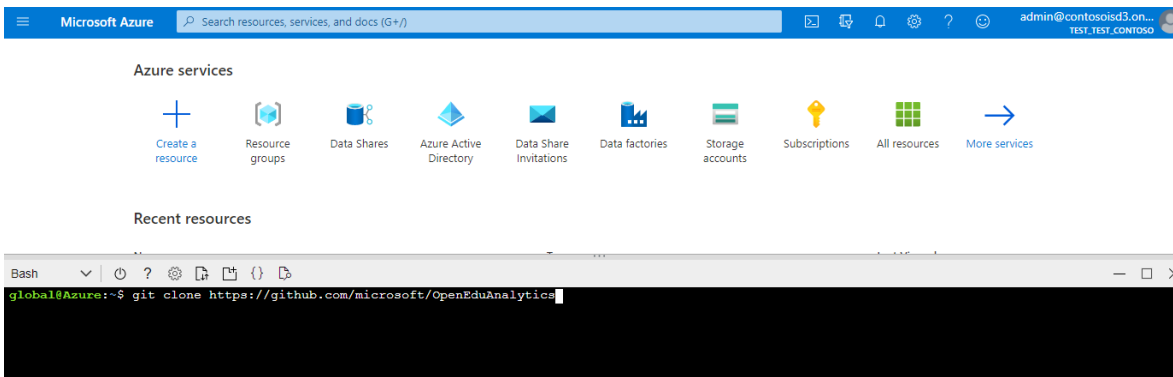 Microsoft Azure
Search resources, services, and docs (G+/)
admin@contosoisd3.on...
TEST_TEST_CONTOSO
Azure services
Create a resource
Resource groups
Data Shares
Azure Active Directory
Data Share Invitations
Data factories
Storage accounts
Subscriptions
All resources
More services
Recent resources
Bash
global@Azure:~$ git clone https://github.com/microsoft/OpenEduAnalytics